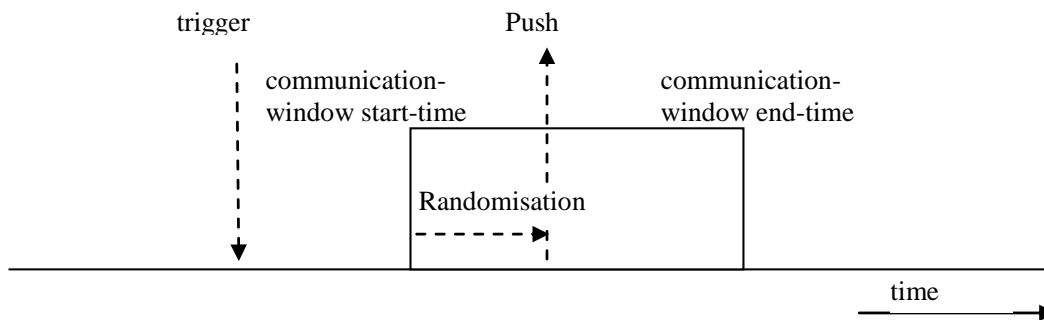 trigger
Push
communication-
window start-time
communication-
window end-time
Randomisation
time